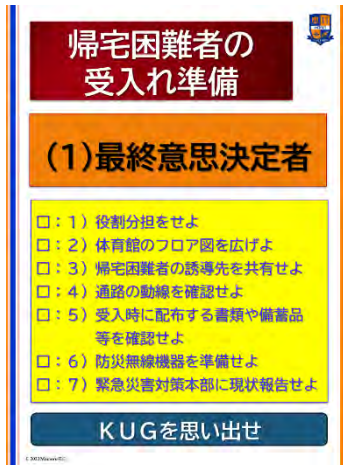 帰宅困難者の
受入れ準備
(1)最終意思決定者
□:1)役割分担をせよ
□:2)体育館のフロア図を広げよ
□:3)帰宅困難者の誘導先を共有せよ
□:4)通路の動線を確認せよ
□:5)受入時に配布する書類や備蓄品
等を確認せよ
□:6)防災無線機器を準備せよ
□:7)緊急災害対策本部に現状報告せよ
KUGを思い出せ